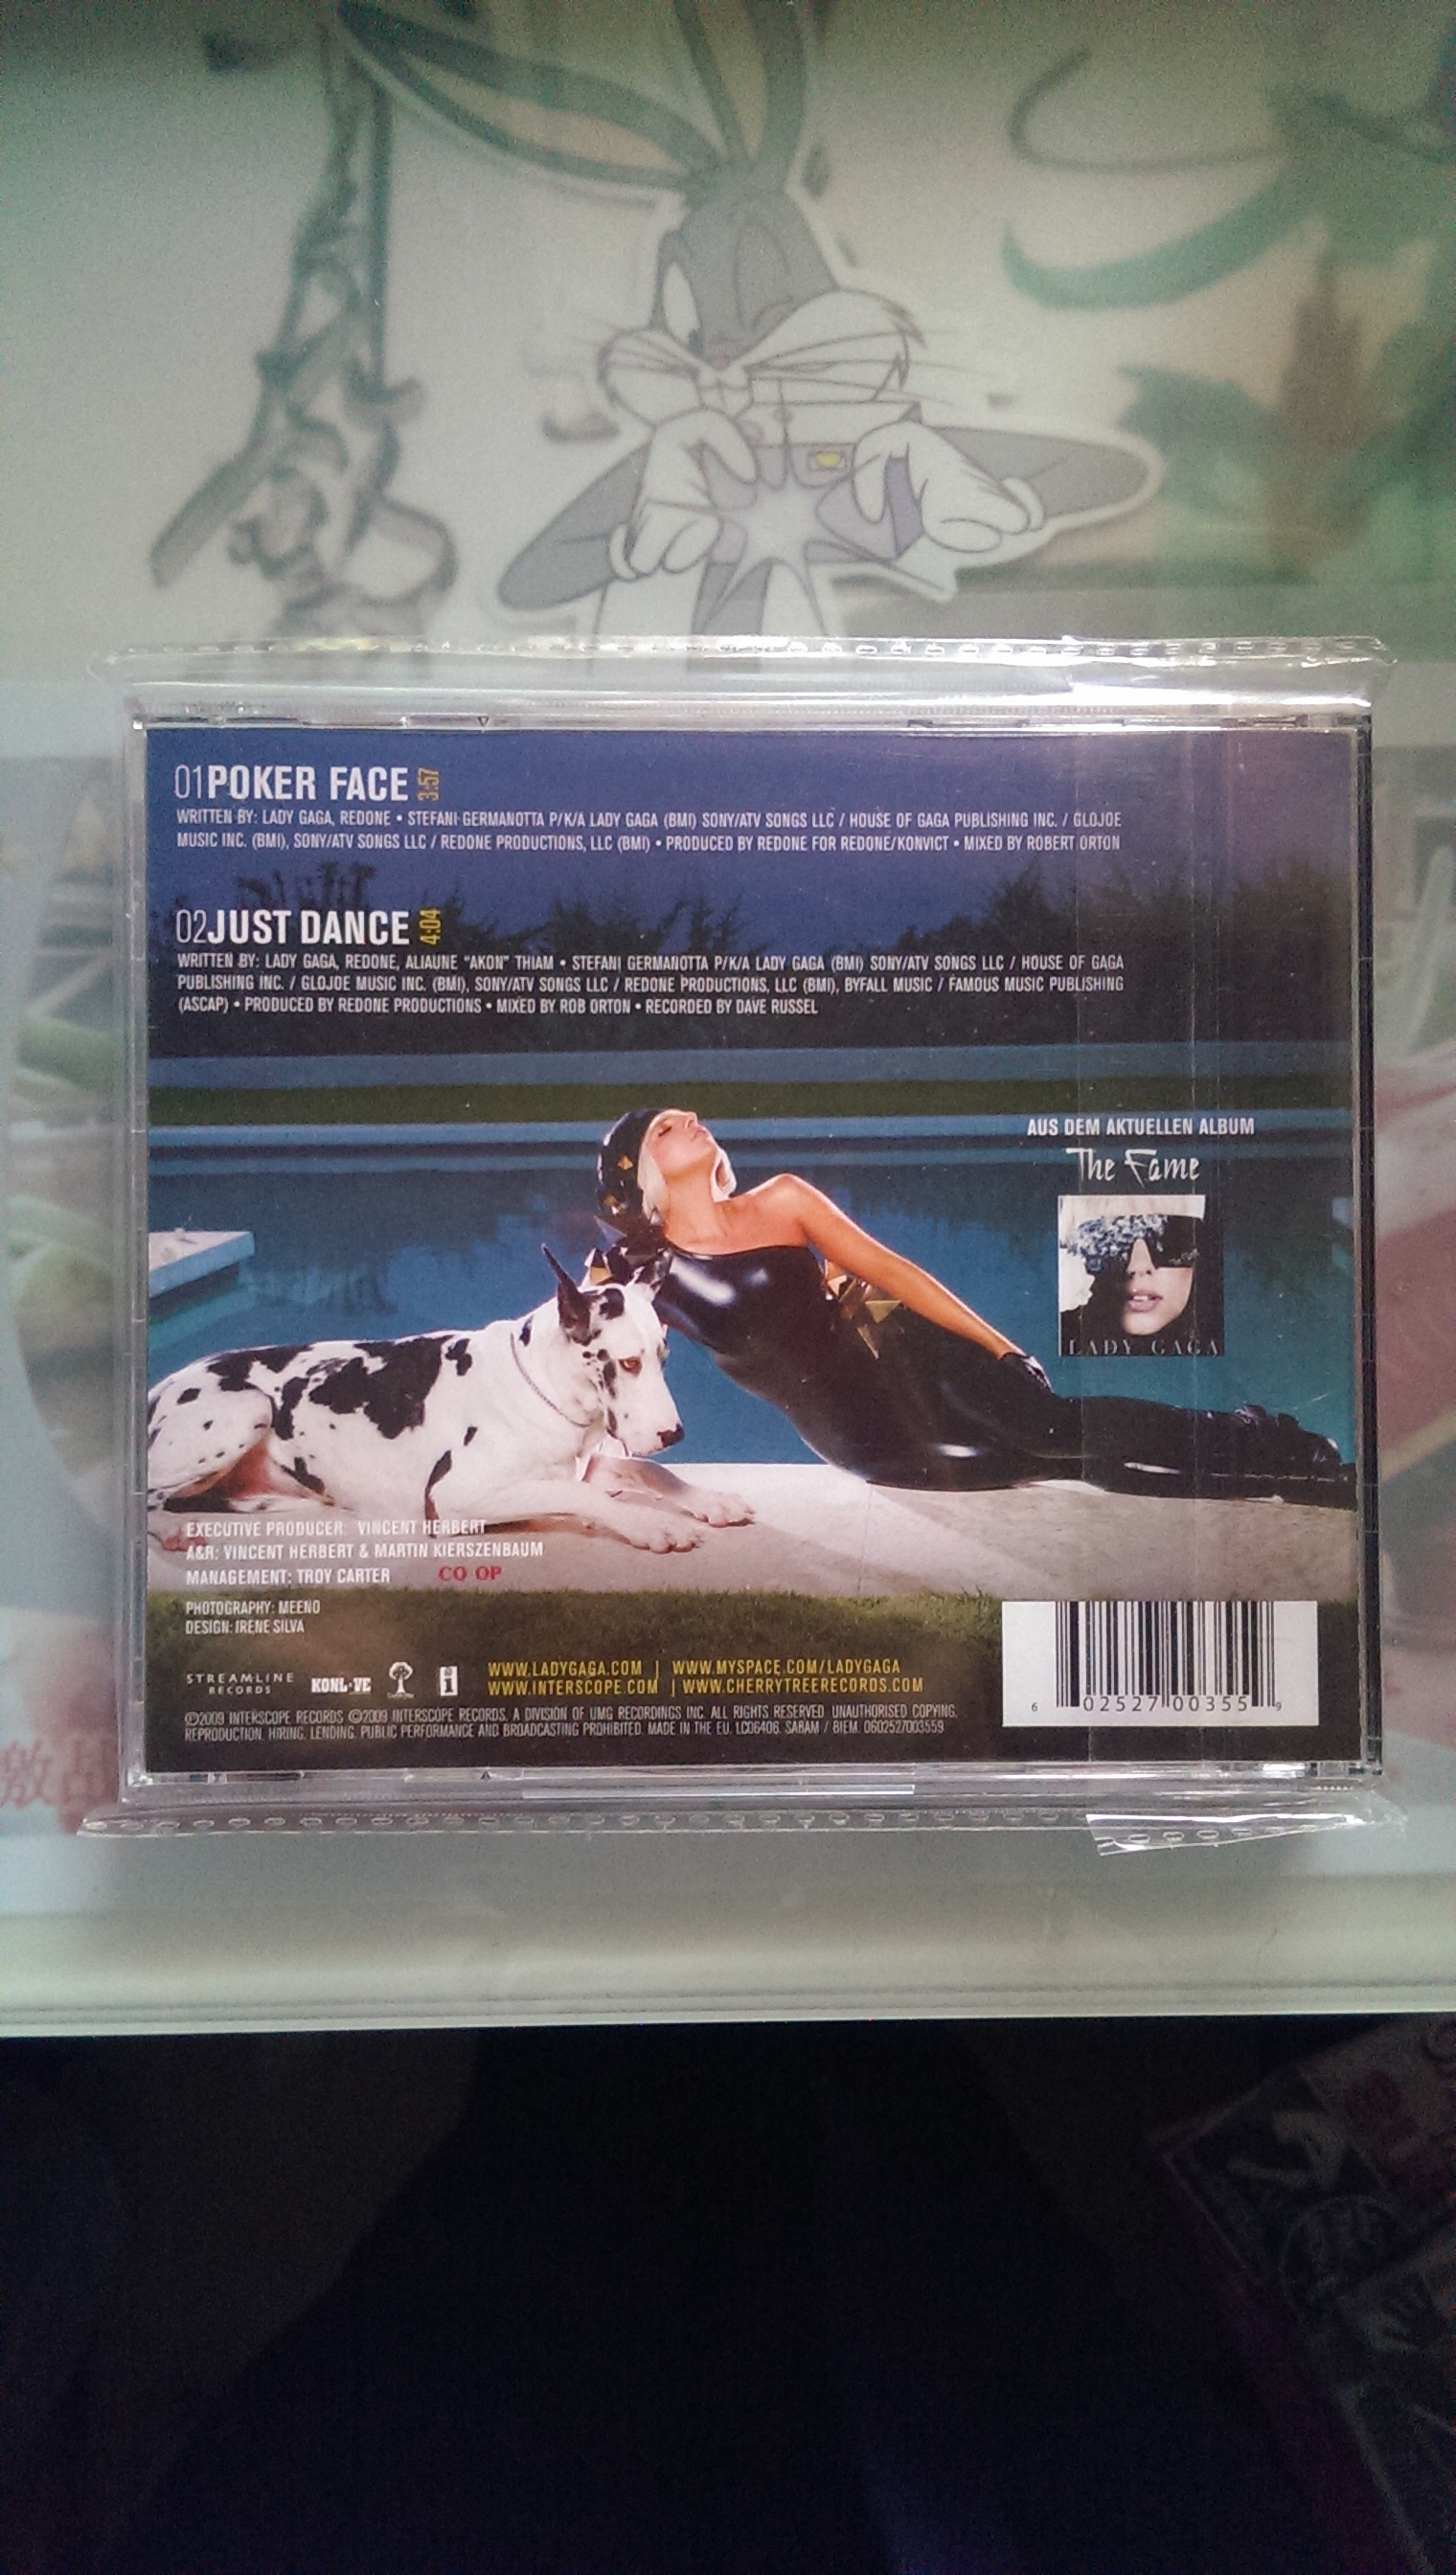 01 POKER FACE 3:57
WRITTEN BY: LADY GAGA, REDONE • STEFANI GERMANOTTA P/K/A LADY GAGA (BMI) SONY/ATV SONGS LLC / HOUSE OF GAGA PUBLISHING INC. / GLOJOE
MUSIC INC. (BMI), SONY/ATV SONGS LLC / REDONE PRODUCTIONS, LLC (BMI) • PRODUCED BY REDONE FOR REDONE/KONVICT • MIXED BY ROBERT ORTON
02 JUST DANCE 4:04
WRITTEN BY: LADY GAGA, REDONE, ALIAUNE "AKON" THIAM • STEFANI GERMANOTTA P/K/A LADY GAGA (BMI) SONY/ATV SONGS LLC / HOUSE OF GAGA
PUBLISHING INC. / GLOJOE MUSIC INC. (BMI), SONY/ATV SONGS LLC / REDONE PRODUCTIONS, LLC (BMI), BYFALL MUSIC / FAMOUS MUSIC PUBLISHING
(ASCAP) • PRODUCED BY REDONE PRODUCTIONS • MIXED BY ROB ORTON • RECORDED BY DAVE RUSSEL
AUS DEM AKTUELLEN ALBUM
The Fame
LADY GAGA
EXECUTIVE PRODUCER: VINCENT HERBERT
A&R: VINCENT HERBERT & MARTIN KIERSZENBAUM
MANAGEMENT: TROY CARTER CO OP
PHOTOGRAPHY: MEENO
DESIGN: IRENE SILVA
STREAMLINE
RECORDS
KONLIVE
WWW.LADYGAGA.COM | WWW.MYSPACE.COM/LADYGAGA
WWW.INTERSCOPE.COM | WWW.CHERRYTREERECORDS.COM
℗2009 INTERSCOPE RECORDS ©2009 INTERSCOPE RECORDS, A DIVISION OF UMG RECORDINGS INC. ALL RIGHTS RESERVED. UNAUTHORISED COPYING,
REPRODUCTION, HIRING, LENDING, PUBLIC PERFORMANCE AND BROADCASTING PROHIBITED. MADE IN THE EU. LC06406. SABAM / BIEM. 0602527003559
6 02527 00355 9